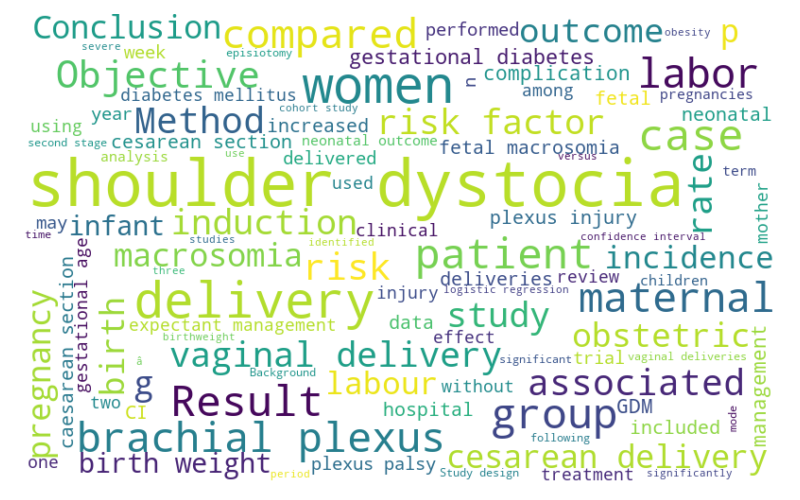 Conclusion
compared
performed
outcome
obesity
p
severe
week
episiotomy
gestational diabetes
Objective
women
n
complication
labor
diabetes mellitus
cohort study
among
fetal
pregnancies
year
Method
increased
risk factor
neonatal
using
case
second stage
cesarean section
neonatal outcome
fetal macrosomia
analysis
use
delivered
versus
shoulder dystocia
used
term
rate
mother
may
infant
induction
clinical
plexus injury
time
studies
identified
confidence interval
macrosomia
patient
incidence
three
risk
deliveries
review
children
gestational age
caesarean section
pregnancy
birth
delivery
injury
logistic regression
maternal
expectant management
data
study
birthweight
effect
obstetric
â
vaginal delivery
significant
trial
vaginal deliveries
management
Background
g
labour
without
associated
two
CI
Result
hospital
group
GDM
included
mode
brachial plexus
following
one
birth weight
plexus palsy
cesarean delivery
period
Study design
treatment
significantly